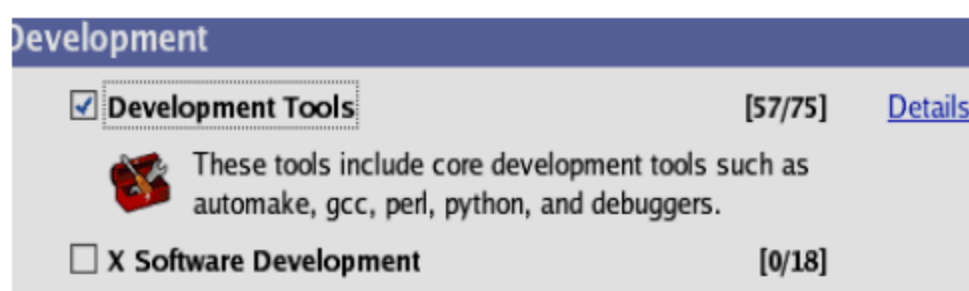 Development
Development Tools [57/75] Details
These tools include core development tools such as
automake, gcc, perl, python, and debuggers.
X Software Development [0/18]